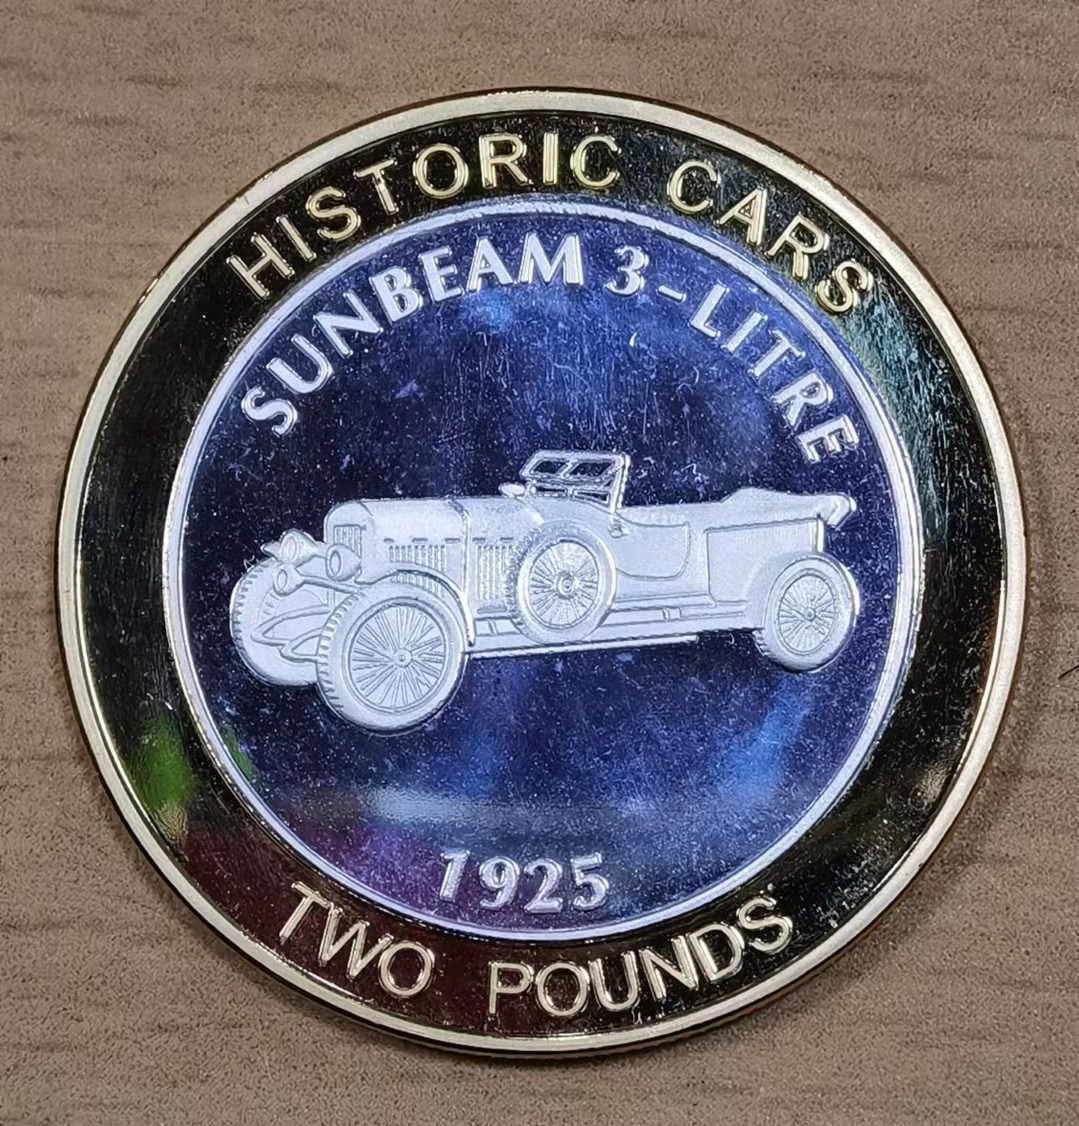 HISTORIC CARS
SUNBEAM 3-LITRE
1925
TWO POUNDS